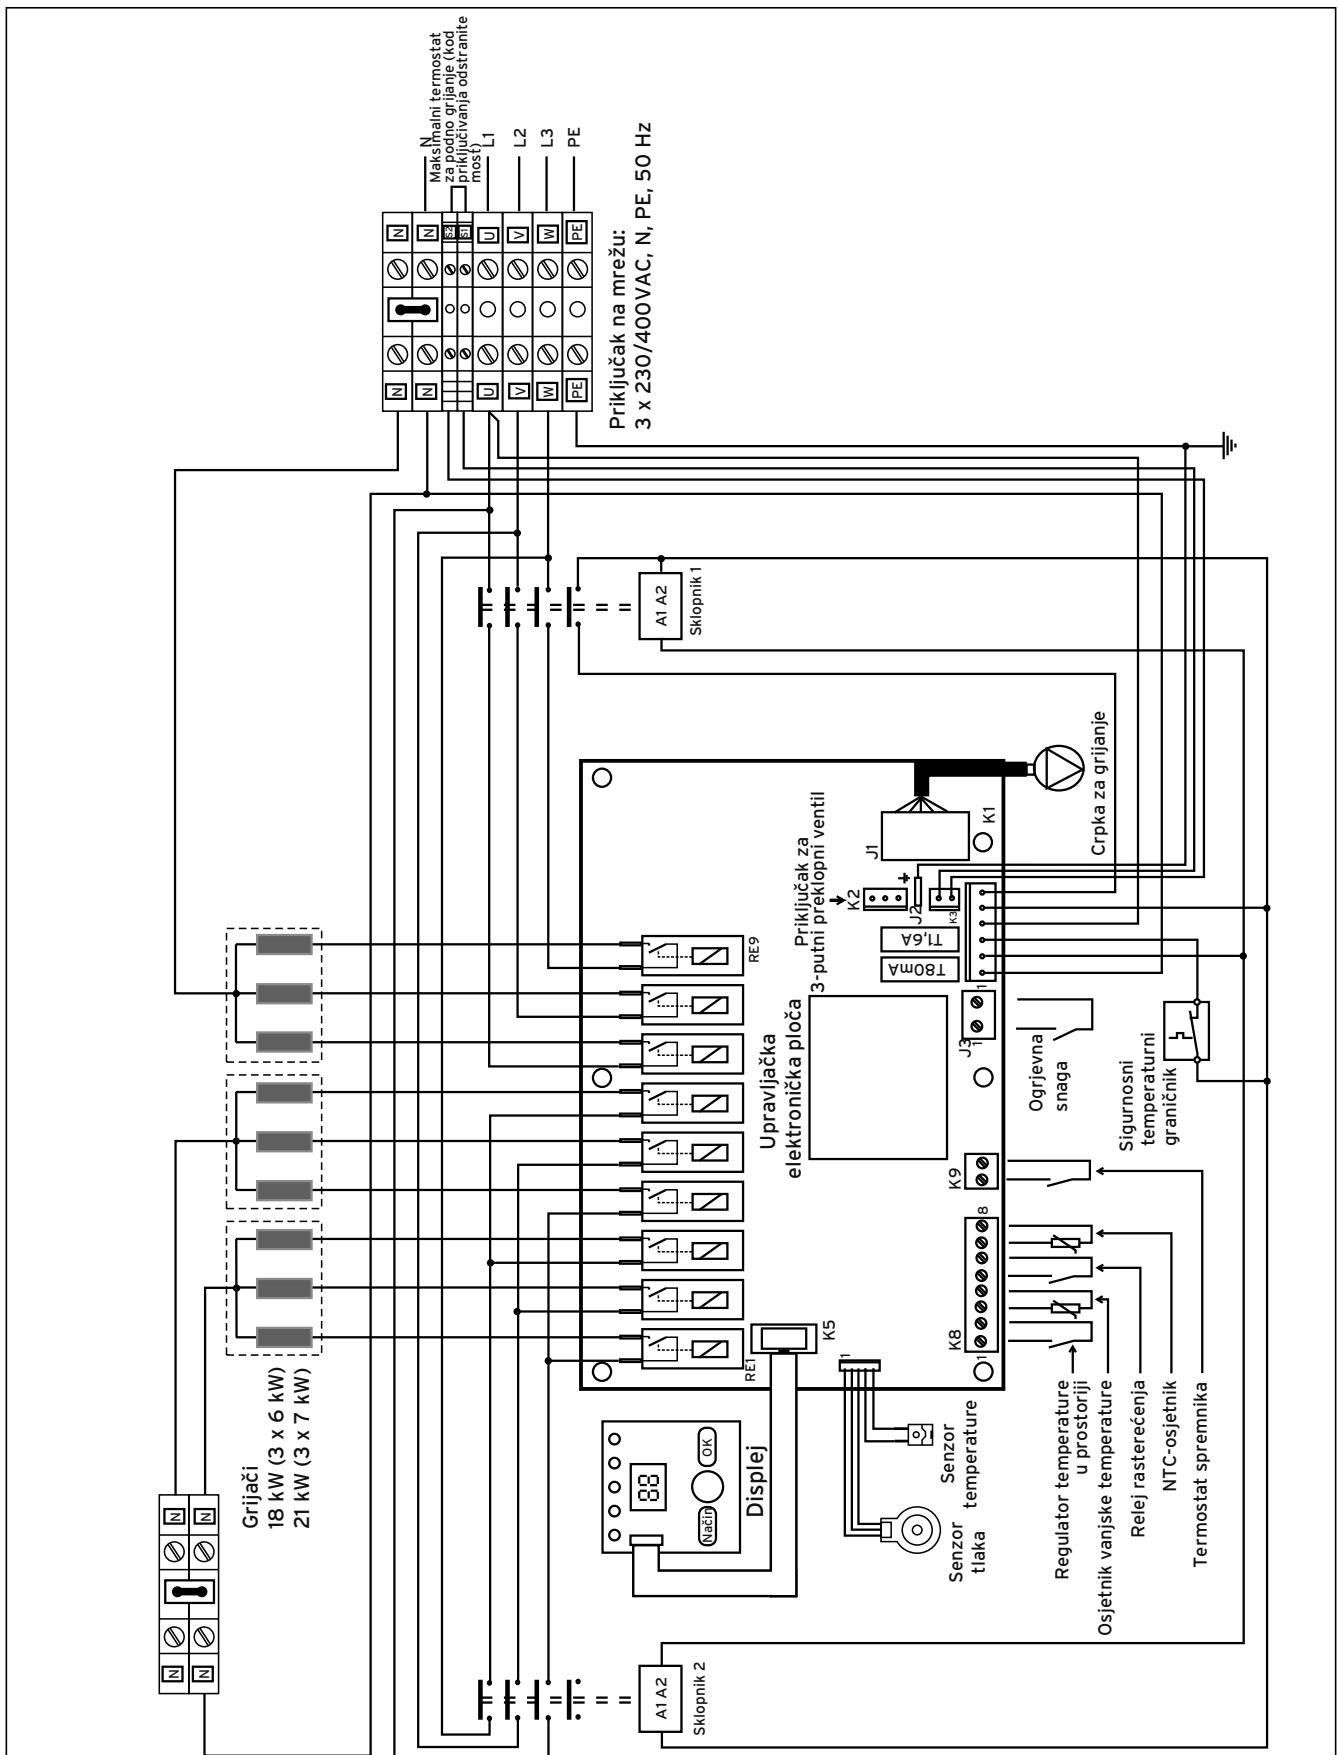 Maksimalni termostat
za podno grijanje (kod
priključivanja odstranite
most)
N
L1
L2
L3
PE
N
N
S2
S1
U
V
W
PE
N
N
U
V
W
PE
Priključak na mrežu:
3 x 230/400VAC, N, PE, 50 Hz
A1 A2
Sklopnik 1
Crpka za grijanje
J1
K1
Priključak za
3-putni preklopni ventil
K2
J2
K3
T1,6A
T80mA
RE9
Upravljačka
elektronička ploča
J3
1
1
Ogrjevna
snaga
Sigurnosni
temperaturni
graničnik
K9
8
K8
1
K5
RE1
1
Grijači
18 kW (3 x 6 kW)
21 kW (3 x 7 kW)
N
N
N
N
88
OK
Način
Displej
Senzor
temperature
Senzor
tlaka
Regulator temperature
u prostoriji
Osjetnik vanjske temperature
Relej rasterećenja
NTC-osjetnik
Termostat spremnika
A1 A2
Sklopnik 2